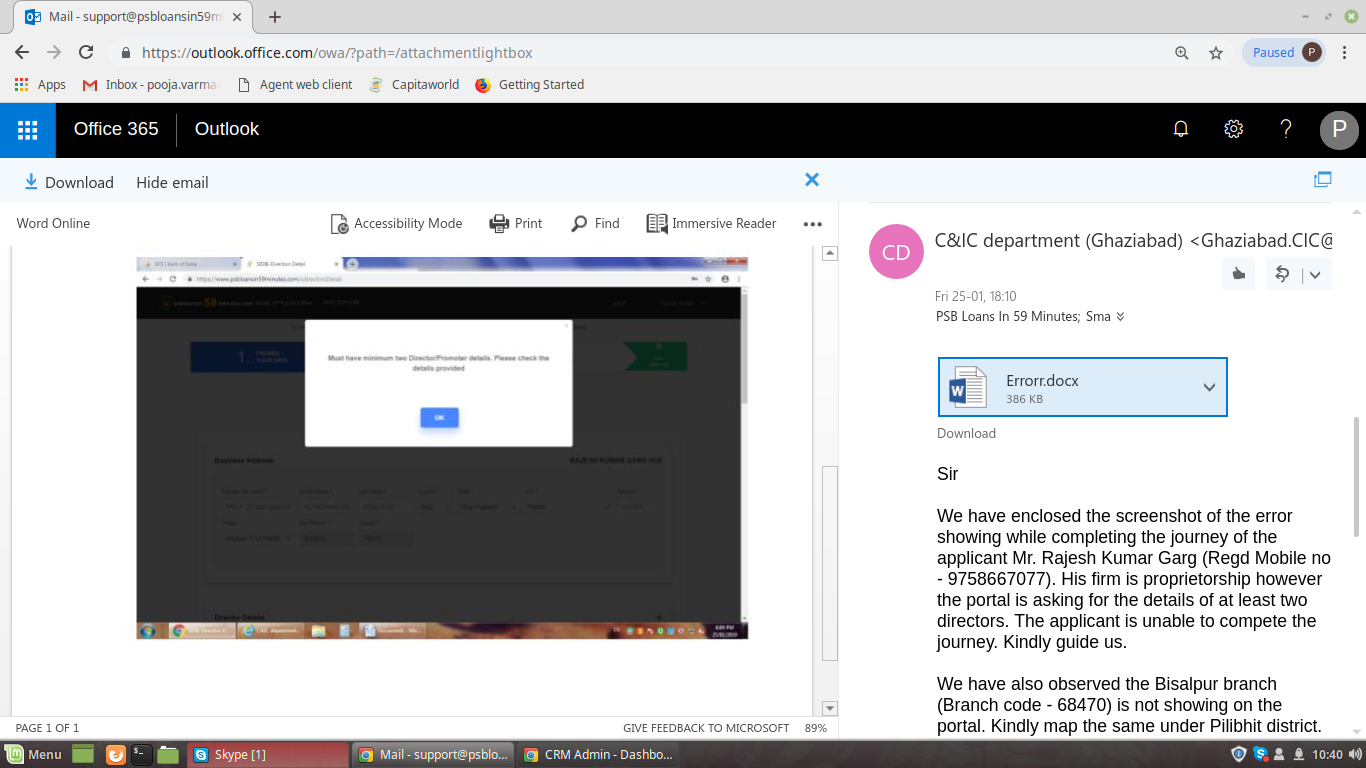 Mail - support@psbloansin59m
https://outlook.office.com/owa/?path=/attachmentlightbox
Paused P
Apps Inbox - pooja.varma Agent web client Capitaworld Getting Started
Office 365 Outlook ? P
Download Hide email
Word Online Accessibility Mode Print Find Immersive Reader
Must have minimum two Director/Promoter details. Please check the
details provided
OK
Business Address RAJESH KUMAR GARG HUF
Director Details
PAGE 1 OF 1 GIVE FEEDBACK TO MICROSOFT 89%
CD
C&IC department (Ghaziabad) <Ghaziabad.CIC@
Fri 25-01, 18:10
PSB Loans In 59 Minutes; Sma
Errorr.docx
386 KB
Download
Sir
We have enclosed the screenshot of the error
showing while completing the journey of the
applicant Mr. Rajesh Kumar Garg (Regd Mobile no
- 9758667077). His firm is proprietorship however
the portal is asking for the details of at least two
directors. The applicant is unable to compete the
journey. Kindly guide us.
We have also observed the Bisalpur branch
(Branch code - 68470) is not showing on the
portal. Kindly map the same under Pilibhit district.
Menu Skype [1] Mail - support@psblo... CRM Admin - Dashbo... 10:40